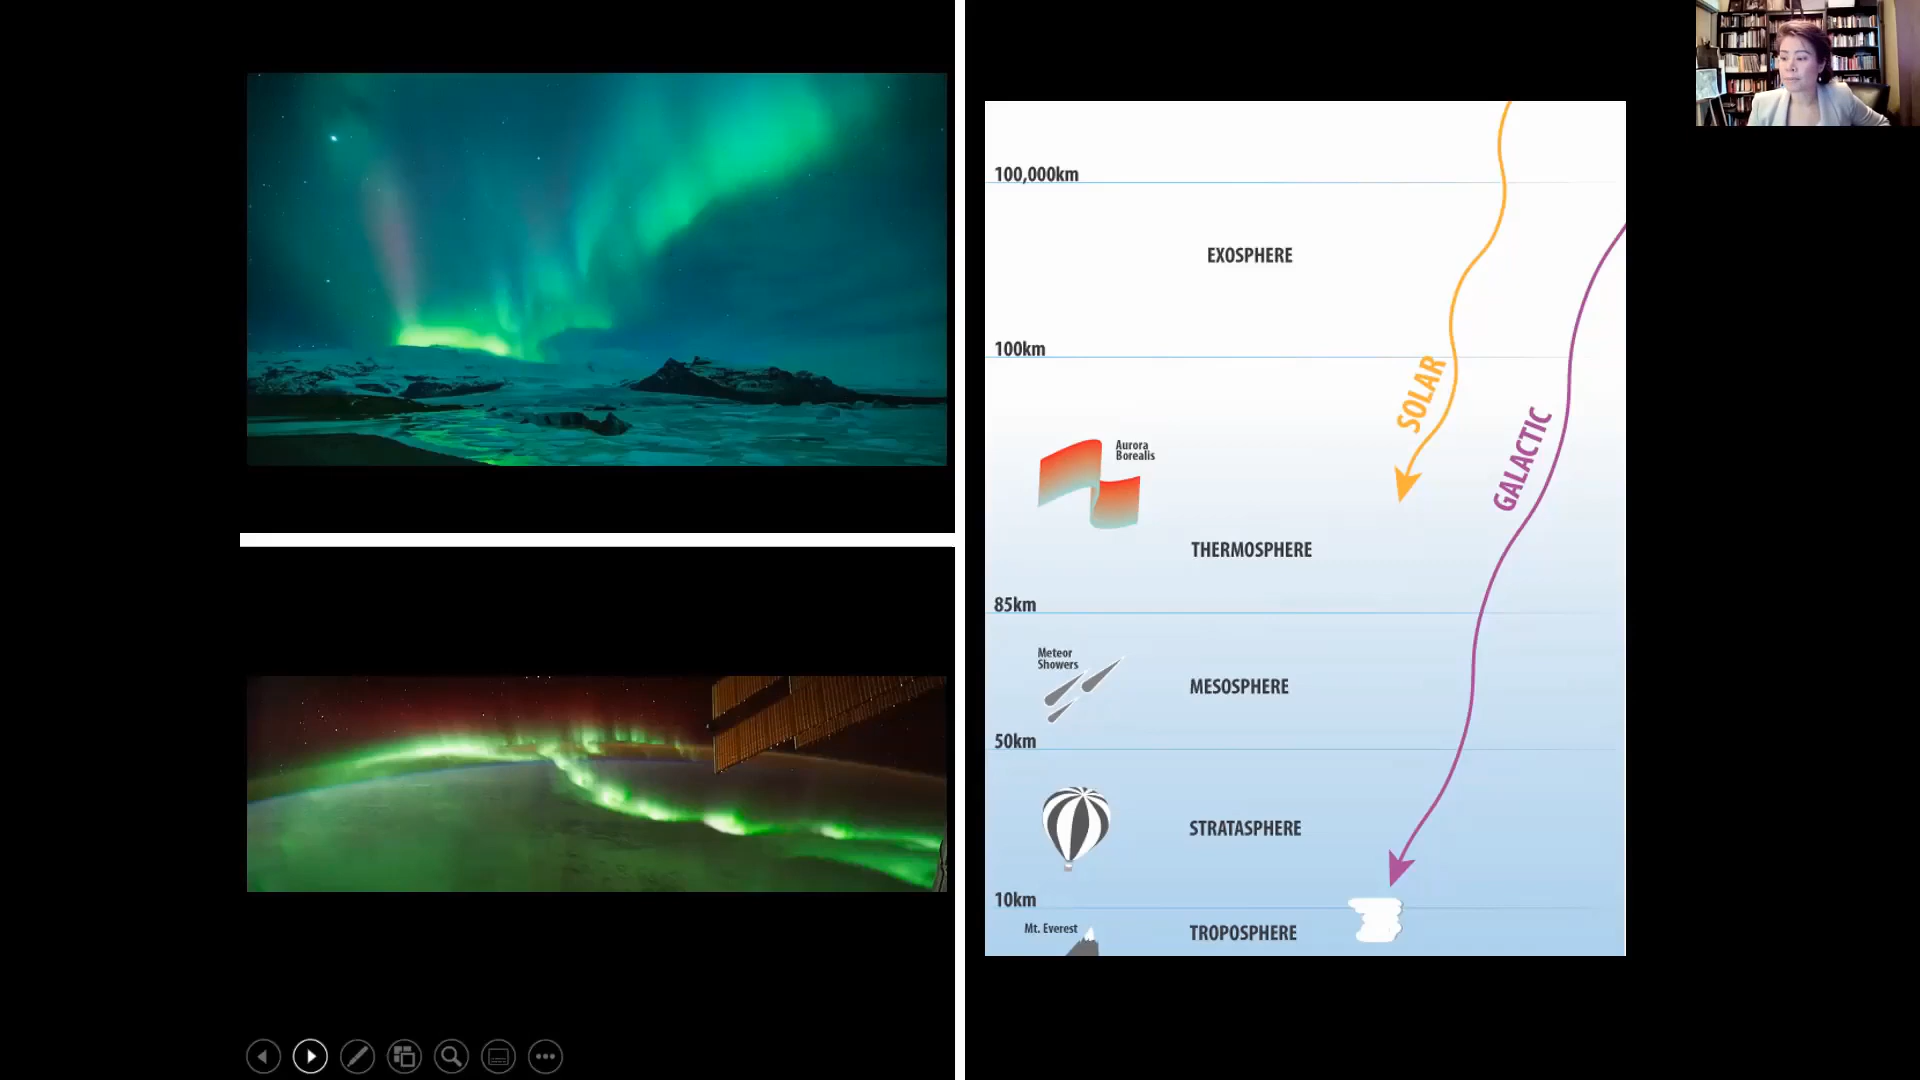 100,000km
EXOSPHERE
100km
SOLAR
GALACTIC
Aurora
Borealis
THERMOSPHERE
85km
Meteor
Showers
MESOSPHERE
50km
STRATASPHERE
10km
Mt. Everest
TROPOSPHERE